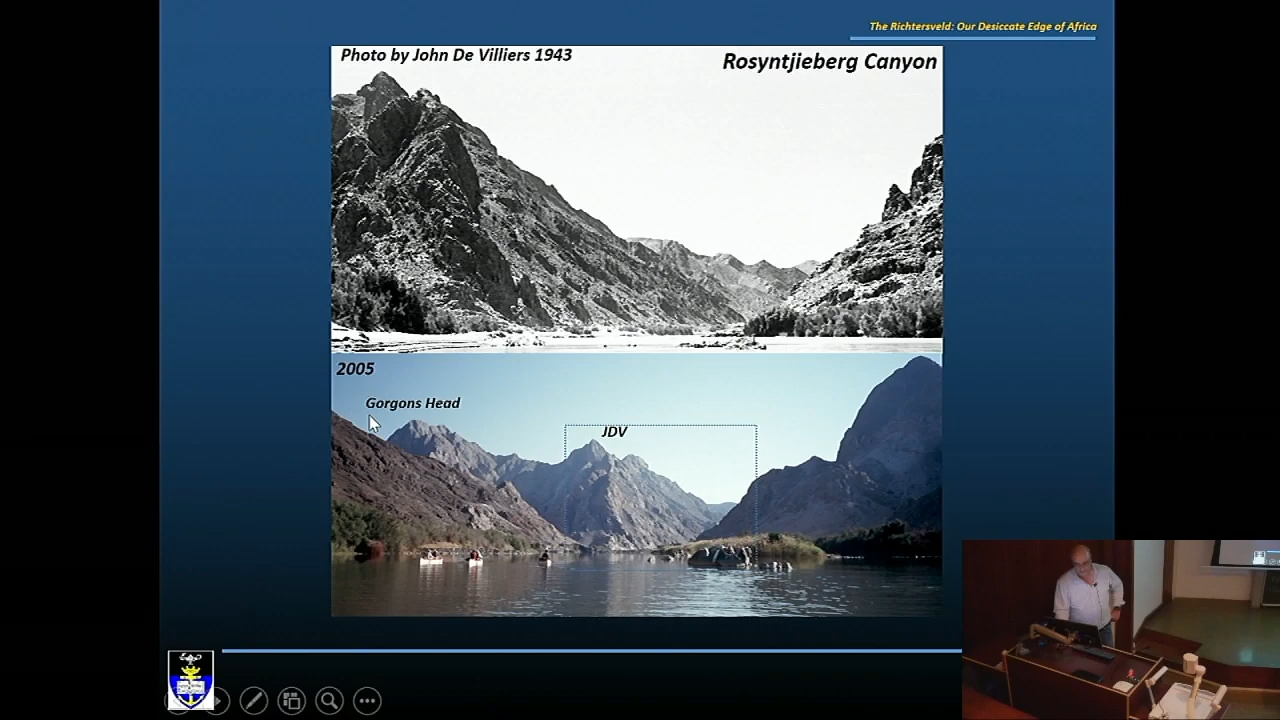 The Richtersveld: Our Desiccate Edge of Africa
Photo by John De Villiers 1943
Rosyntjieberg Canyon
2005
Gorgons Head
JDV